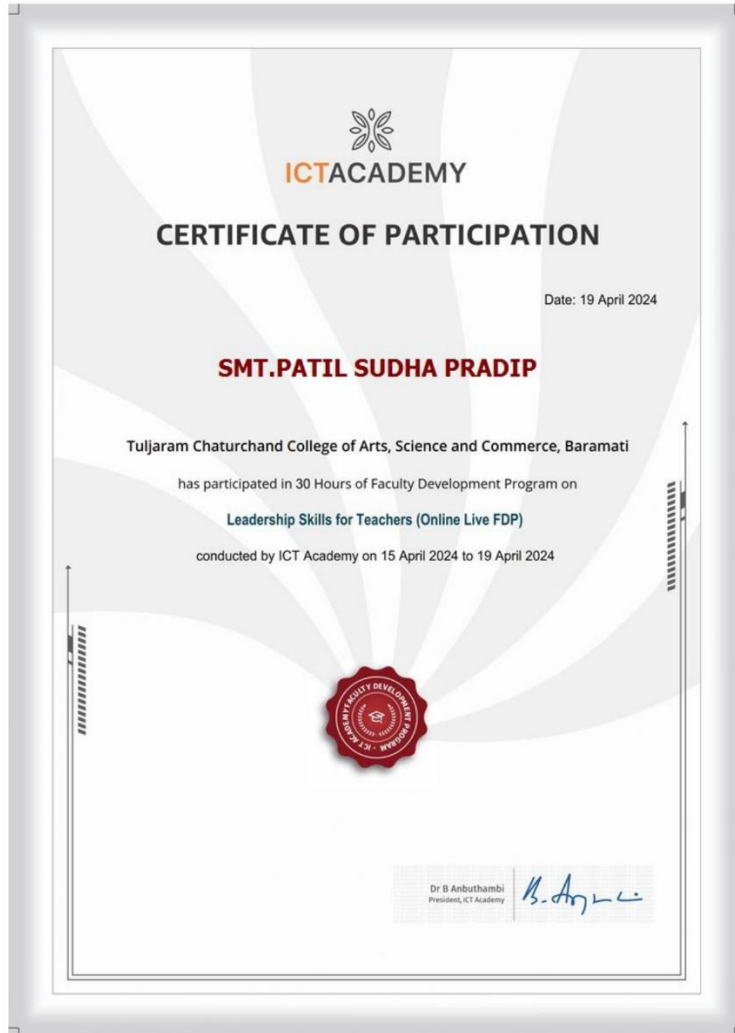 ICTACADEMY
CERTIFICATE OF PARTICIPATION
Date: 19 April 2024
SMT.PATIL SUDHA PRADIP
Tuljaram Chaturchand College of Arts, Science and Commerce, Baramati
has participated in 30 Hours of Faculty Development Program on
Leadership Skills for Teachers (Online Live FDP)
conducted by ICT Academy on 15 April 2024 to 19 April 2024
FACULTY DEVELOPMENT PROGRAM · ICT ACADEMY
Dr B Anbuthambi
President, ICT Academy